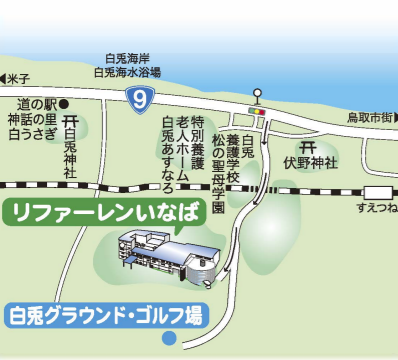 白兎海岸
白兎海水浴場
米子
9
道の駅
神話の里
白うさぎ
白兎神社
特別養護
老人ホーム
白兎あすなろ
白兎
養護学校
松の聖母学園
伏野神社
鳥取市街
すえつね
リファーレンいなば
白兎グラウンド・ゴルフ場